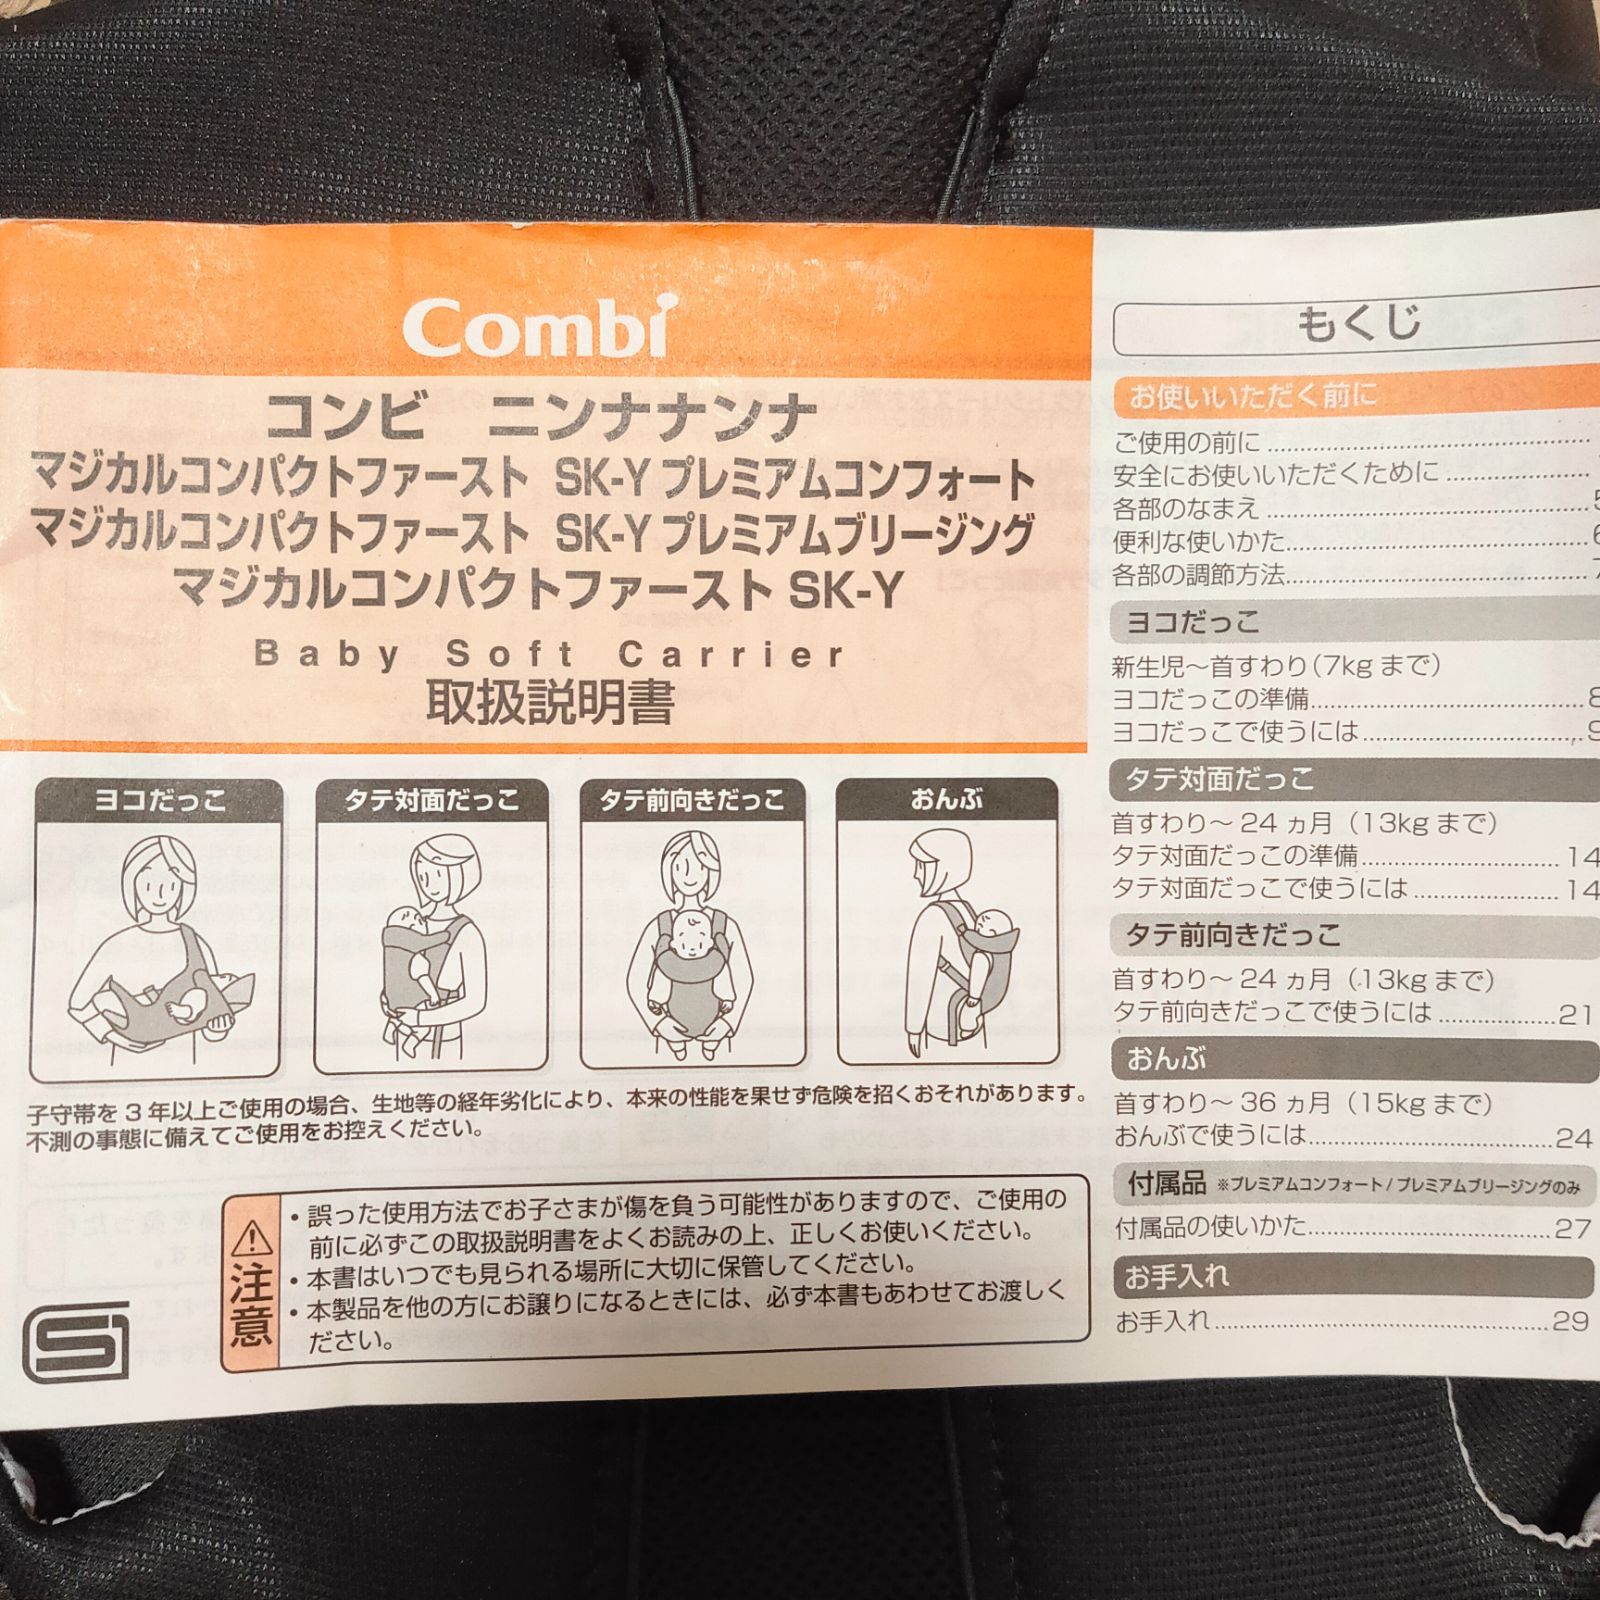 Combi
コンビ ニンナナンナ
マジカルコンパクトファースト SK-Y プレミアムコンフォート
マジカルコンパクトファースト SK-Y プレミアムブリージング
マジカルコンパクトファースト SK-Y
Baby Soft Carrier
取扱説明書
ヨコだっこ
タテ対面だっこ
タテ前向きだっこ
おんぶ
子守帯を 3 年以上ご使用の場合、生地等の経年劣化により、本来の性能を果せず危険を招くおそれがあります。
不測の事態に備えてご使用をお控えください。
注意
・誤った使用方法でお子さまが傷を負う可能性がありますので、ご使用の
前に必ずこの取扱説明書をよくお読みの上、正しくお使いください。
・本書はいつでも見られる場所に大切に保管してください。
・本製品を他の方にお譲りになるときには、必ず本書もあわせてお渡しく
ださい。
もくじ
お使いいただく前に
ご使用の前に
安全にお使いいただくために
各部のなまえ 5
便利な使いかた 6
各部の調節方法 7
ヨコだっこ
新生児〜首すわり(7kg まで)
ヨコだっこの準備 8
ヨコだっこで使うには 9
タテ対面だっこ
首すわり〜 24 ヵ月(13kg まで)
タテ対面だっこの準備 14
タテ対面だっこで使うには 14
タテ前向きだっこ
首すわり〜 24 ヵ月(13kg まで)
タテ前向きだっこで使うには 21
おんぶ
首すわり〜 36 ヵ月(15kg まで)
おんぶで使うには 24
付属品 ※プレミアムコンフォート / プレミアムブリージングのみ
付属品の使いかた 27
お手入れ
お手入れ 29